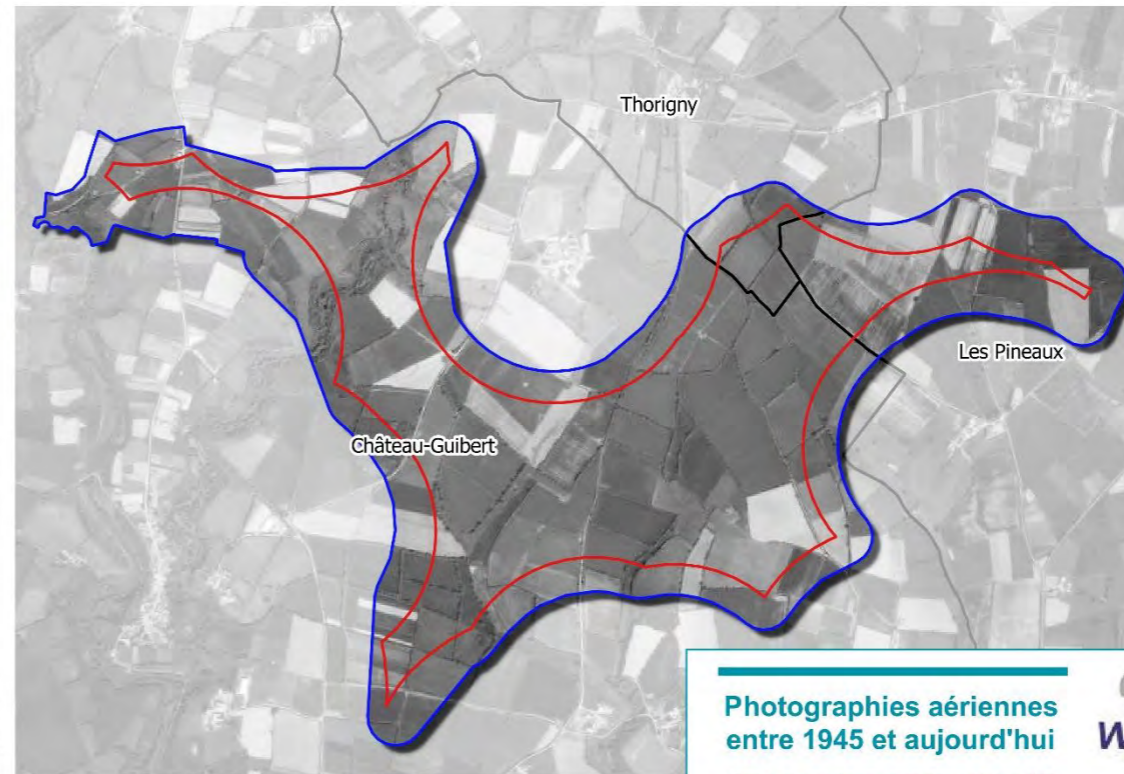 Thorigny
Les Pineaux
Château-Guibert
Photographies aériennes
entre 1945 et aujourd'hui
W